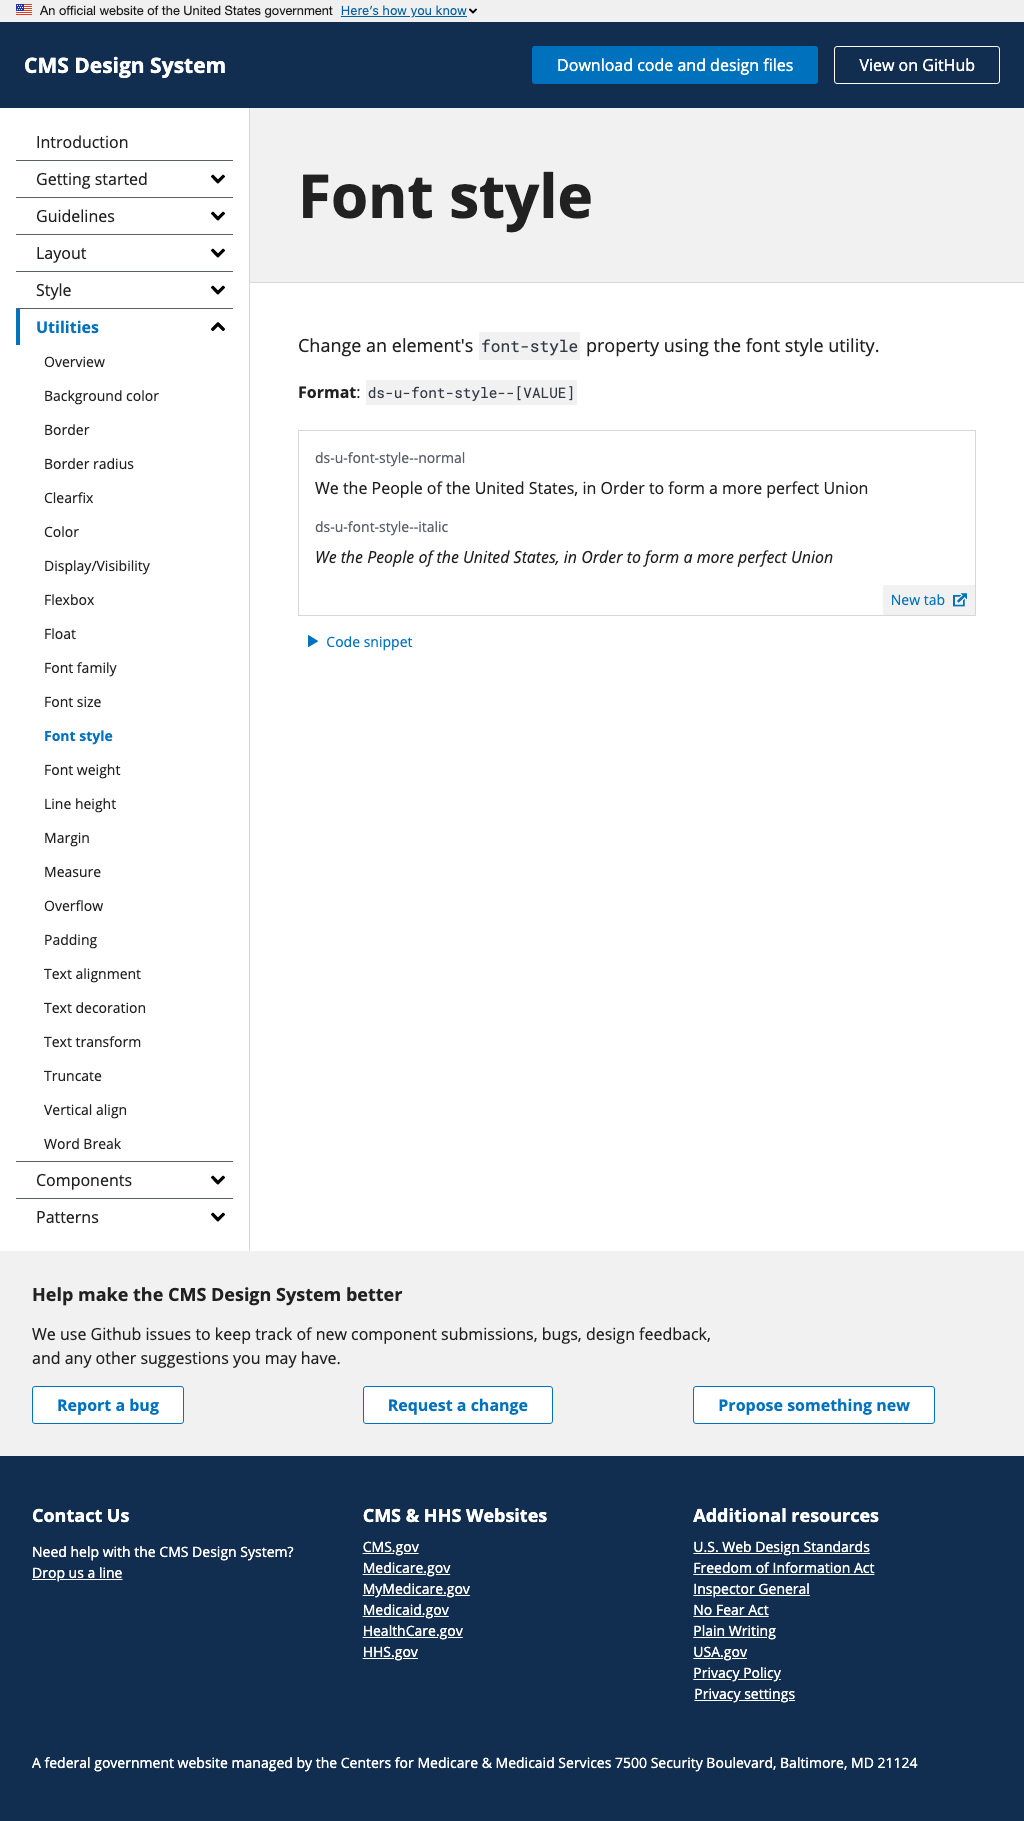 An official website of the United States government Here's how you know
CMS Design System
Download code and design files
View on GitHub
Introduction
Getting started
Guidelines
Layout
Style
Utilities
Overview
Background color
Border
Border radius
Clearfix
Color
Display/Visibility
Flexbox
Float
Font family
Font size
Font style
Font weight
Line height
Margin
Measure
Overflow
Padding
Text alignment
Text decoration
Text transform
Truncate
Vertical align
Word Break
Components
Patterns
Font style
Change an element's font-style property using the font style utility.
Format: ds-u-font-style--[VALUE]
ds-u-font-style--normal
We the People of the United States, in Order to form a more perfect Union
ds-u-font-style--italic
We the People of the United States, in Order to form a more perfect Union
New tab
Code snippet
Help make the CMS Design System better
We use Github issues to keep track of new component submissions, bugs, design feedback,
and any other suggestions you may have.
Report a bug
Request a change
Propose something new
Contact Us
Need help with the CMS Design System?
Drop us a line
CMS & HHS Websites
CMS.gov
Medicare.gov
MyMedicare.gov
Medicaid.gov
HealthCare.gov
HHS.gov
Additional resources
U.S. Web Design Standards
Freedom of Information Act
Inspector General
No Fear Act
Plain Writing
USA.gov
Privacy Policy
Privacy settings
A federal government website managed by the Centers for Medicare & Medicaid Services 7500 Security Boulevard, Baltimore, MD 21124